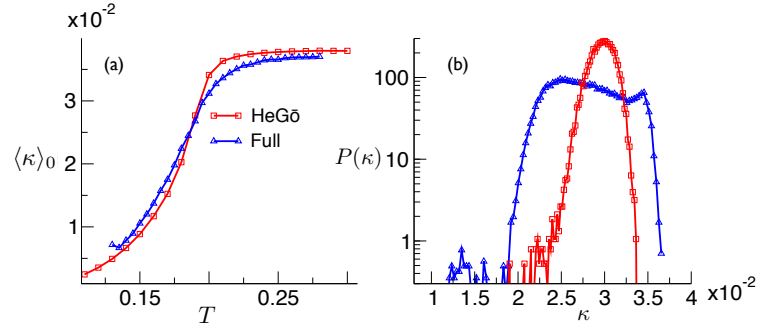 x10⁻²
(a)
3
⟨κ⟩₀
2
1
HeGō
Full
0.15
0.25
T
(b)
100
P(κ)
10
1
1
1.5
2
2.5
3
3.5
4
x10⁻²
κ